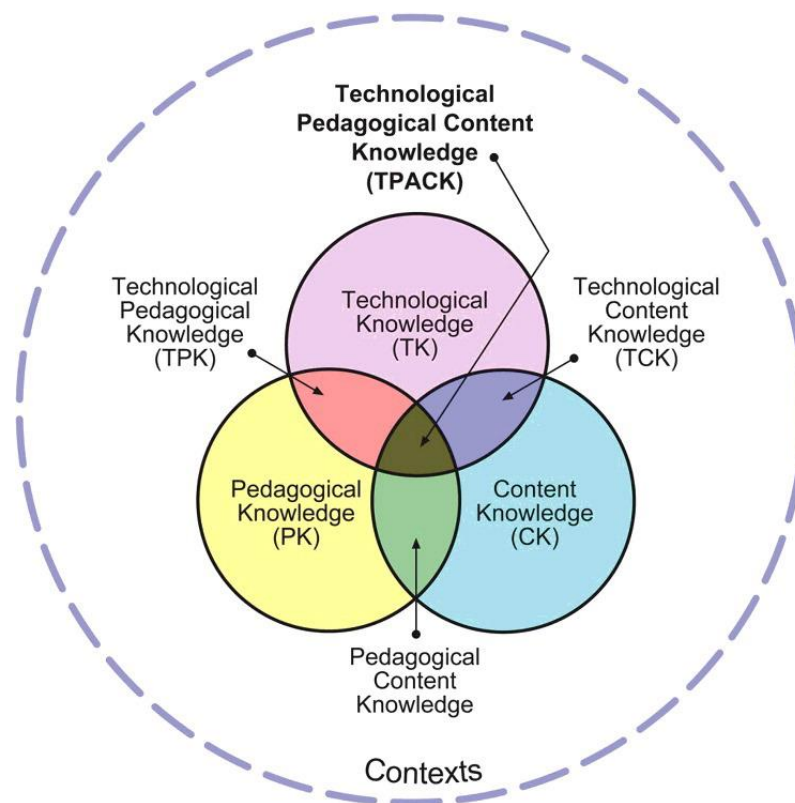 Technological
Pedagogical Content
Knowledge
(TPACK)
Technological
Pedagogical
Knowledge
(TPK)
Technological
Knowledge
(TK)
Technological
Content
Knowledge
(TCK)
Pedagogical
Knowledge
(PK)
Content
Knowledge
(CK)
Pedagogical
Content
Knowledge
Contexts